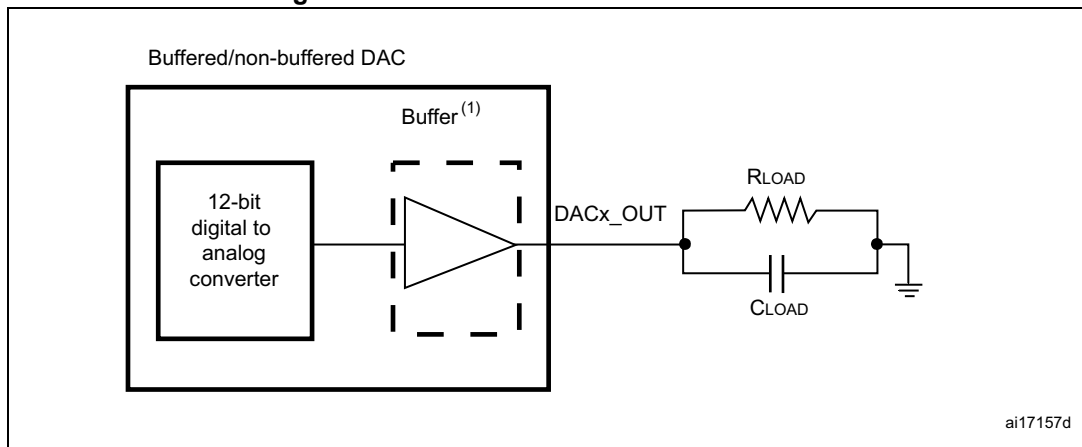 Buffered/non-buffered DAC
Buffer(1)
12-bit
digital to
analog
converter
DACx_OUT
RLOAD
CLOAD
ai17157d